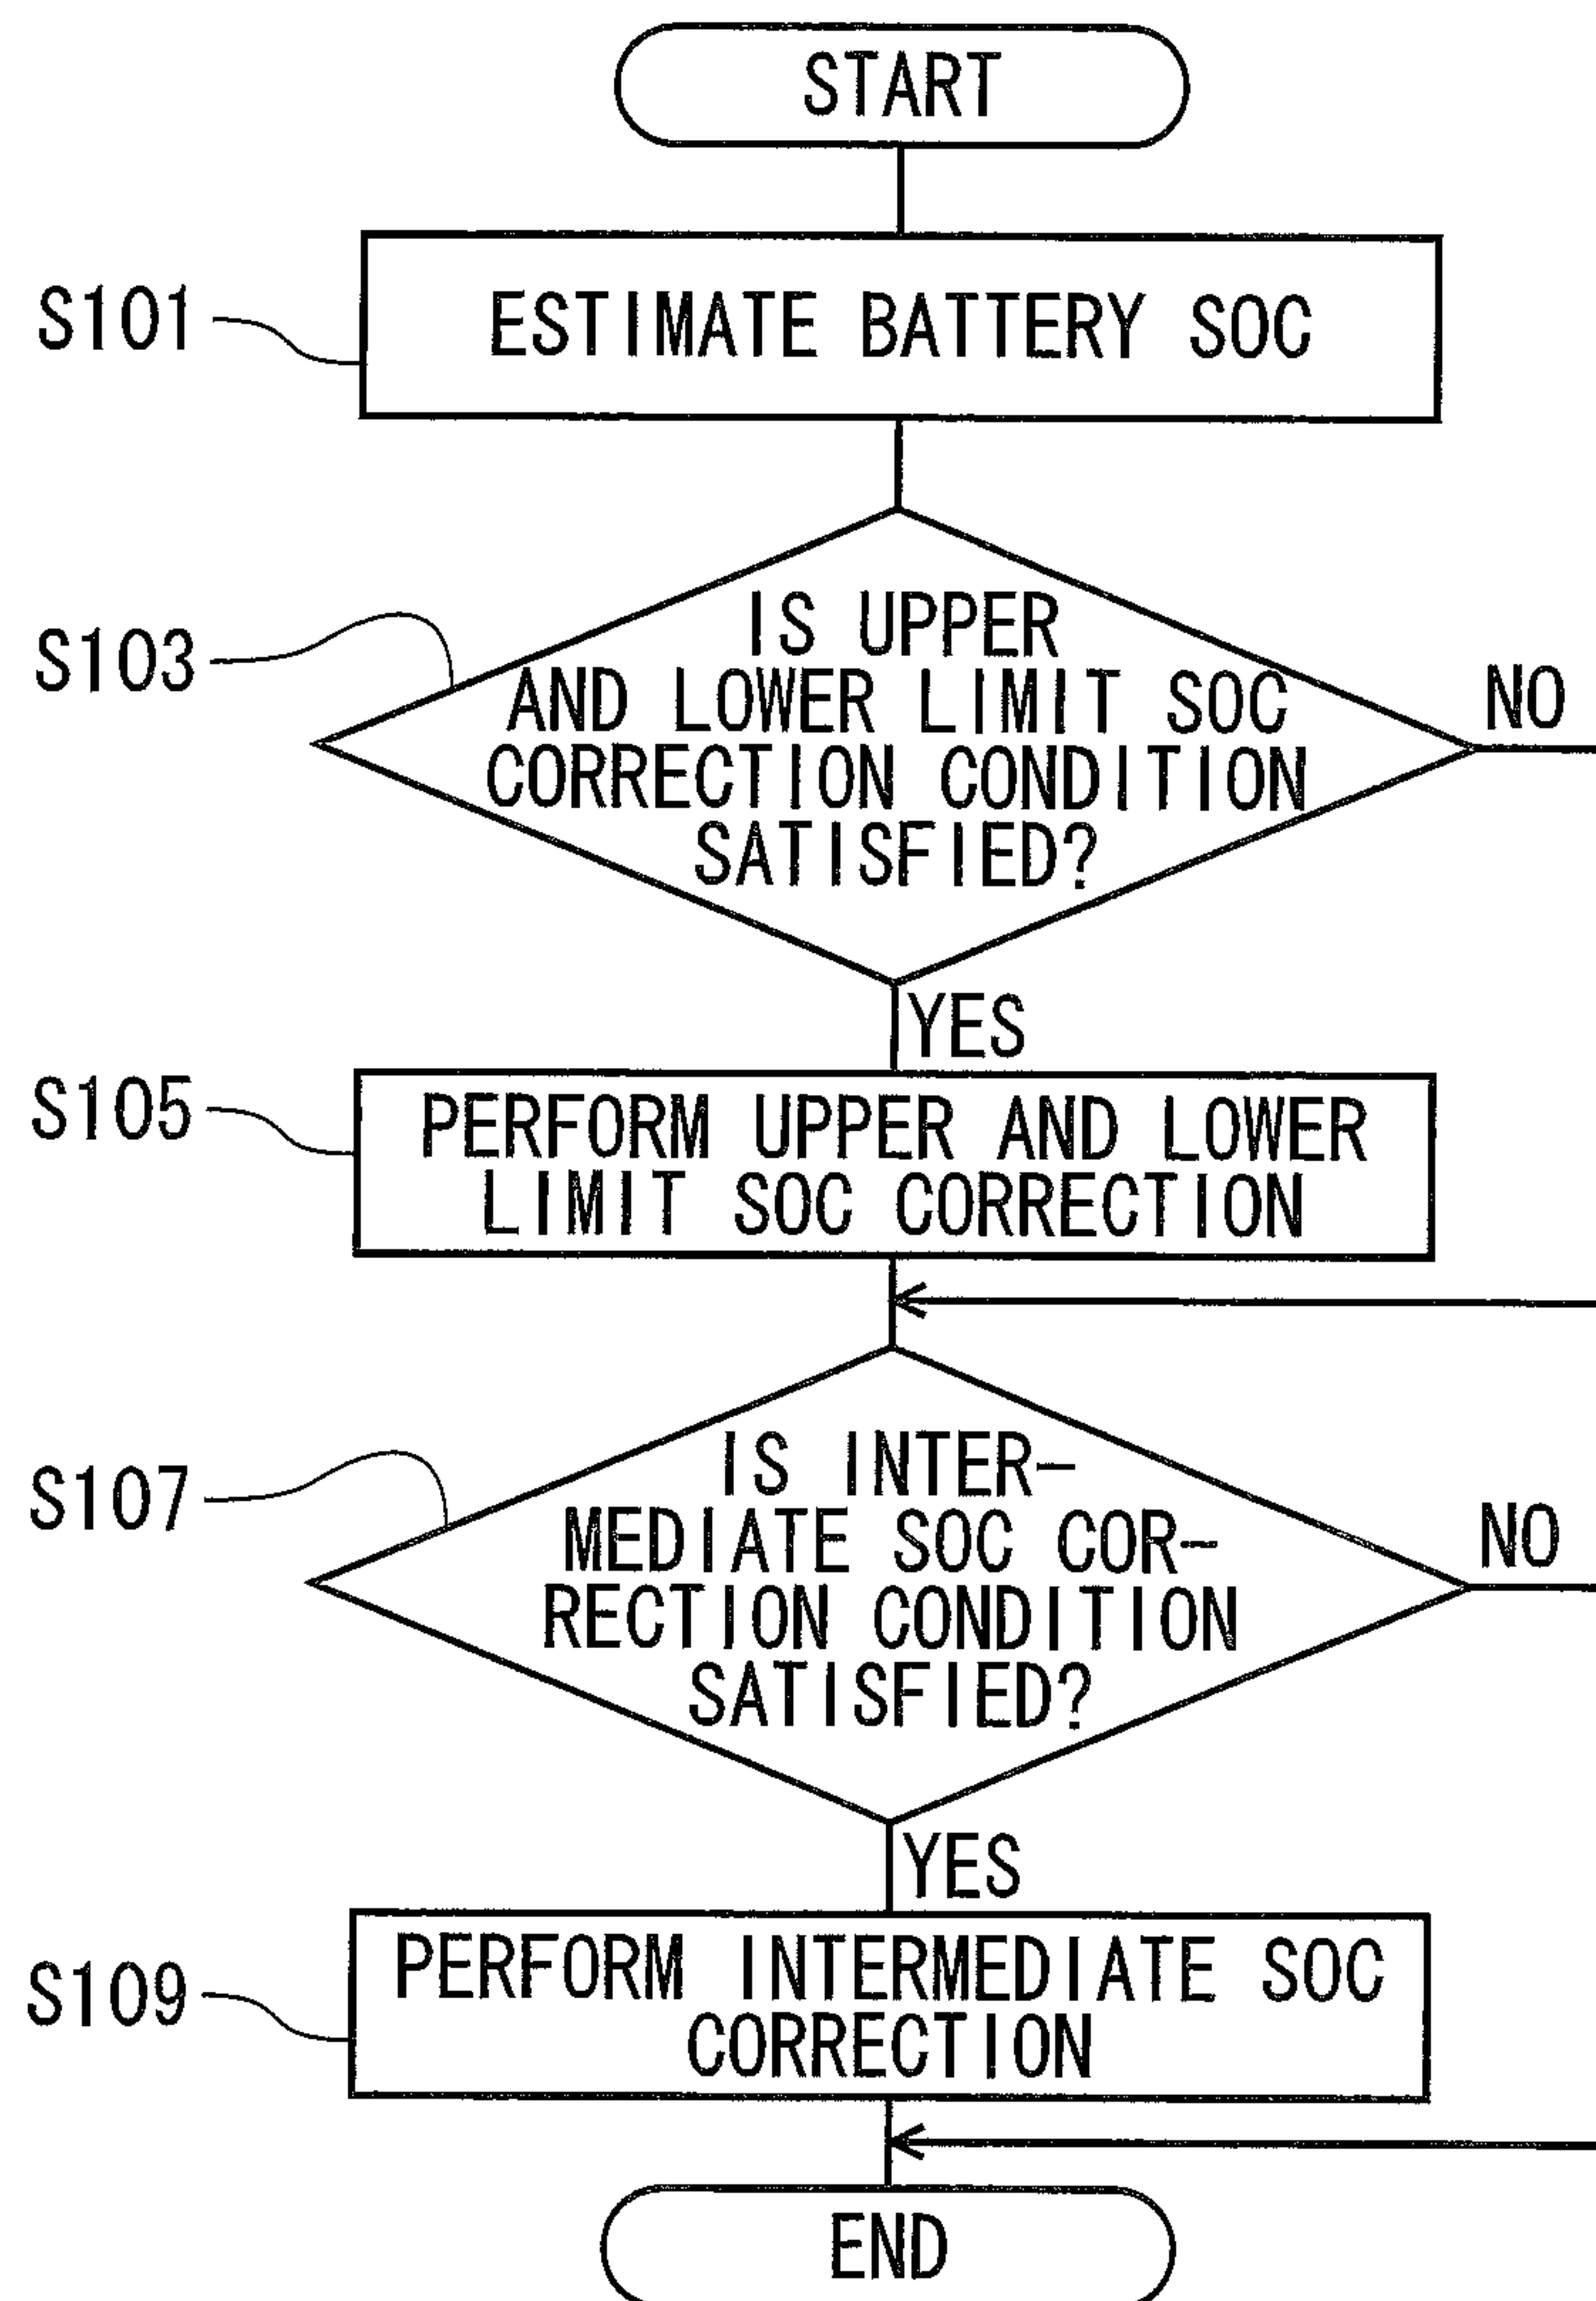 START
S101
ESTIMATE BATTERY SOC
S103
IS UPPER
AND LOWER LIMIT SOC
CORRECTION CONDITION
SATISFIED?
NO
YES
S105
PERFORM UPPER AND LOWER
LIMIT SOC CORRECTION
S107
IS INTER-
MEDIATE SOC COR-
RECTION CONDITION
SATISFIED?
NO
YES
S109
PERFORM INTERMEDIATE SOC
CORRECTION
END